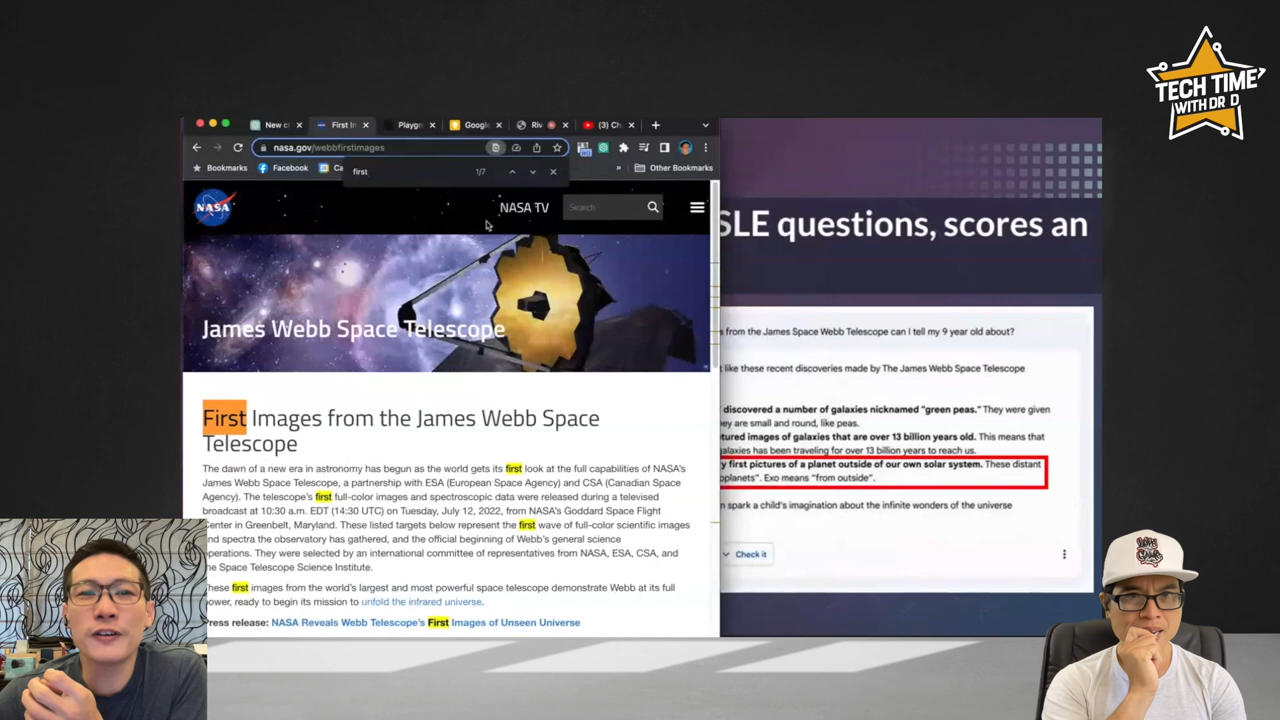 TECH TIME
WITH DR D
New c
First In
Playgr
Google
Riv
(3) Ch
nasa.gov/webbfirstimages
Bookmarks
Facebook
Ca
Other Bookmarks
first
1/7
NASA
NASA TV
Search
James Webb Space Telescope
First Images from the James Webb Space
Telescope
The dawn of a new era in astronomy has begun as the world gets its first look at the full capabilities of NASA's
James Webb Space Telescope, a partnership with ESA (European Space Agency) and CSA (Canadian Space
Agency). The telescope's first full-color images and spectroscopic data were released during a televised
broadcast at 10:30 a.m. EDT (14:30 UTC) on Tuesday, July 12, 2022, from NASA's Goddard Space Flight
Center in Greenbelt, Maryland. These listed targets below represent the first wave of full-color scientific images
and spectra the observatory has gathered, and the official beginning of Webb's general science
operations. They were selected by an international committee of representatives from NASA, ESA, CSA, and
he Space Telescope Science Institute.
hese first images from the world's largest and most powerful space telescope demonstrate Webb at its full
power, ready to begin its mission to unfold the infrared universe.
Press release: NASA Reveals Webb Telescope's First Images of Unseen Universe
SLE questions, scores an
s from the James Space Webb Telescope can I tell my 9 year old about?
like these recent discoveries made by The James Webb Space Telescope
discovered a number of galaxies nicknamed "green peas." They were given
ey are small and round, like peas.
tured images of galaxies that are over 13 billion years old. This means that
alaxies has been traveling for over 13 billion years to reach us.
y first pictures of a planet outside of our own solar system. These distant
oplanets". Exo means "from outside".
n spark a child's imagination about the infinite wonders of the universe
Check it